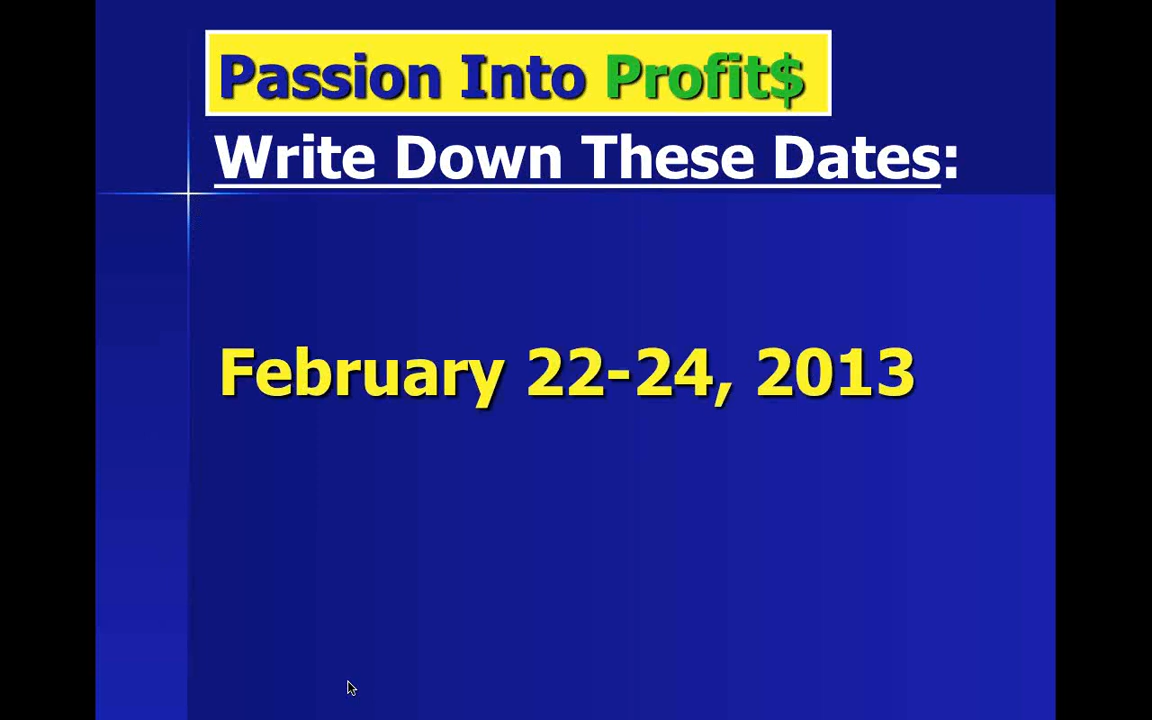 Passion Into Profit$
Write Down These Dates:
February 22-24, 2013